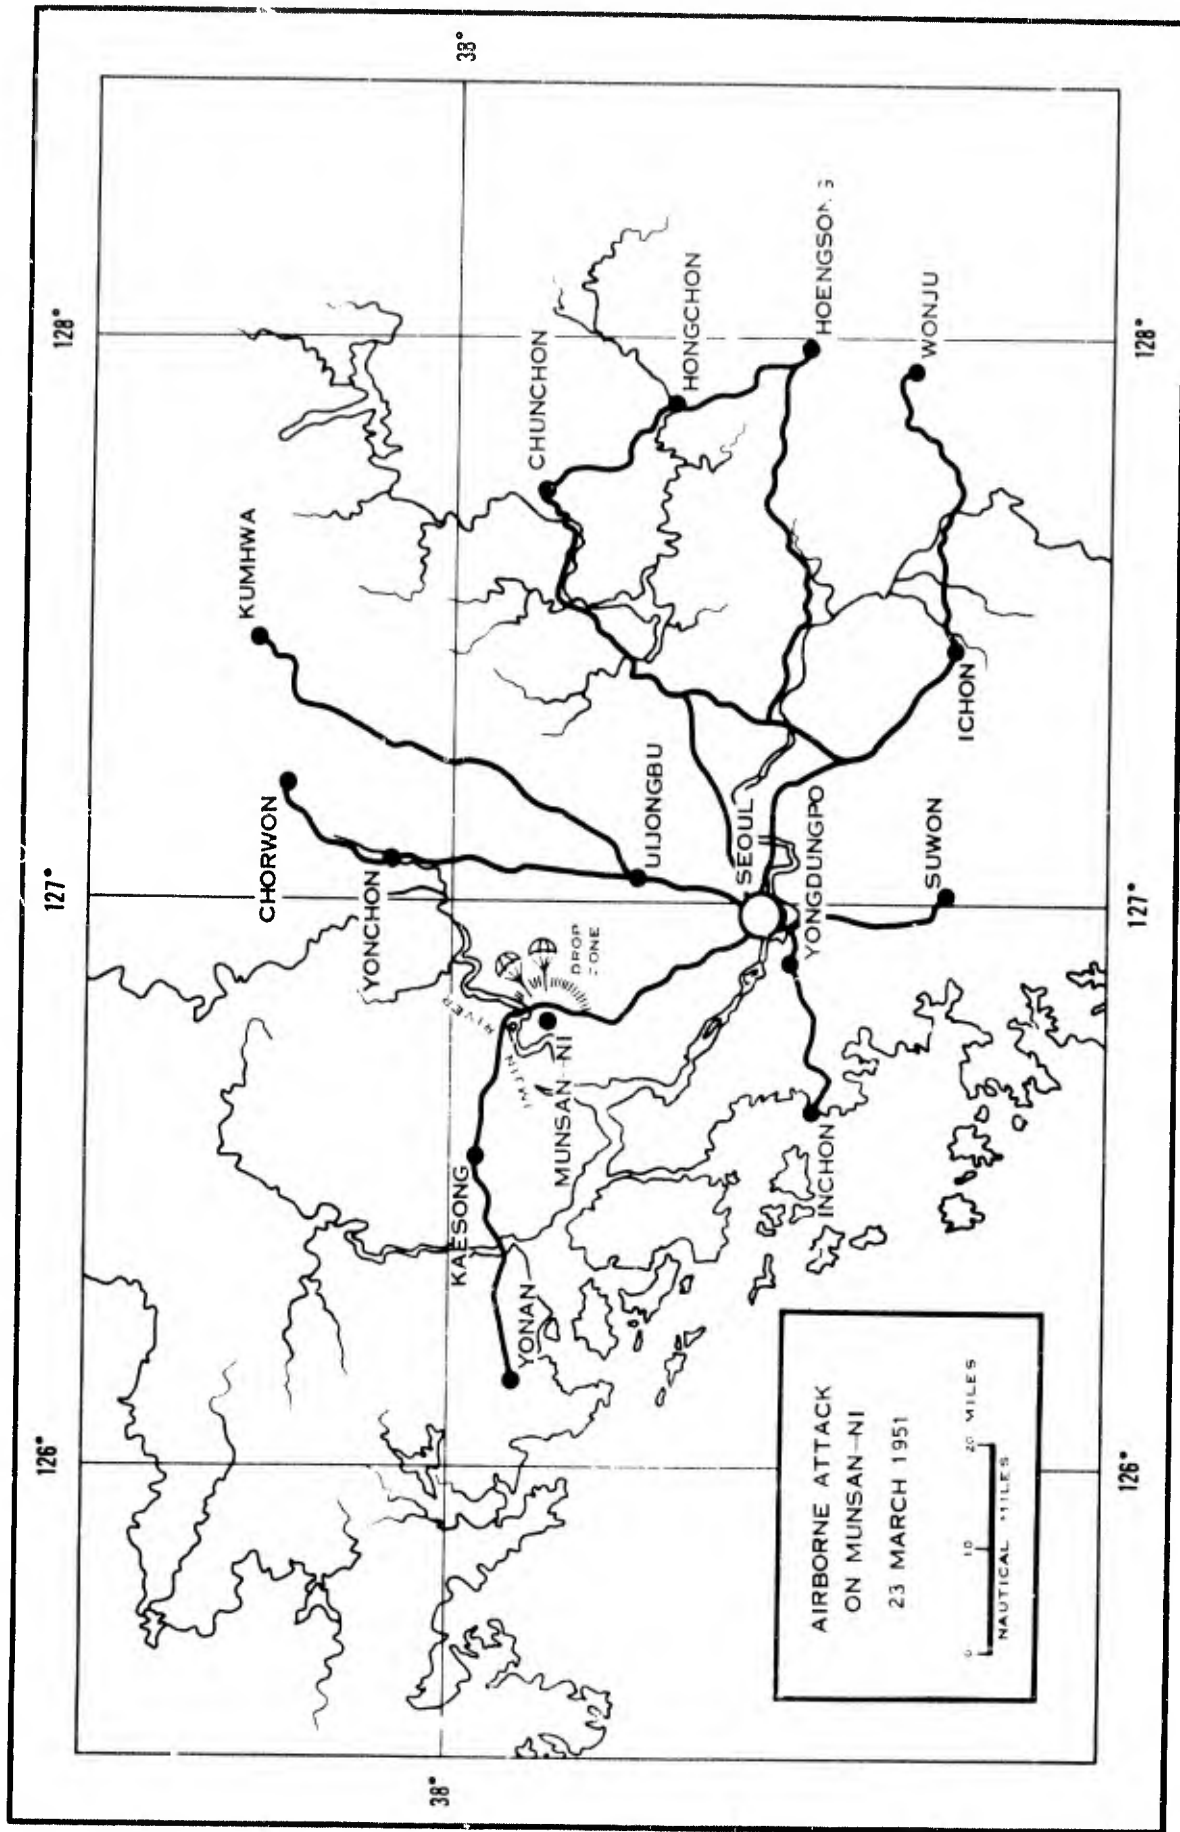 126°
127°
128°
38°
38°
KUMHWA
CHORWON
YONCHON
CHUNCHON
KAESONG
RIVER
IMJIN
DROP
MUNSAN-NI
YONAN
UIJONGBU
HONGCHON
SEOUL
YONGDUNGPO
INCHON
HOENGSONG
SUWON
ICHON
WONJU
AIRBORNE ATTACK
ON MUNSAN-NI
23 MARCH 1951
0 10 20 MILES
NAUTICAL MILES
126°
127°
128°